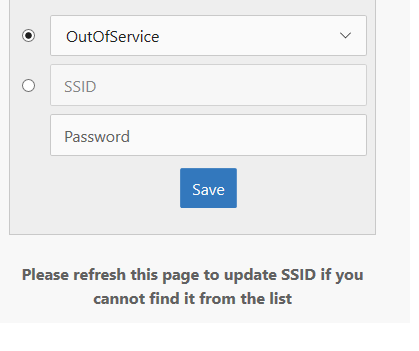 OutOfService
SSID
Password
Save
Please refresh this page to update SSID if you
cannot find it from the list